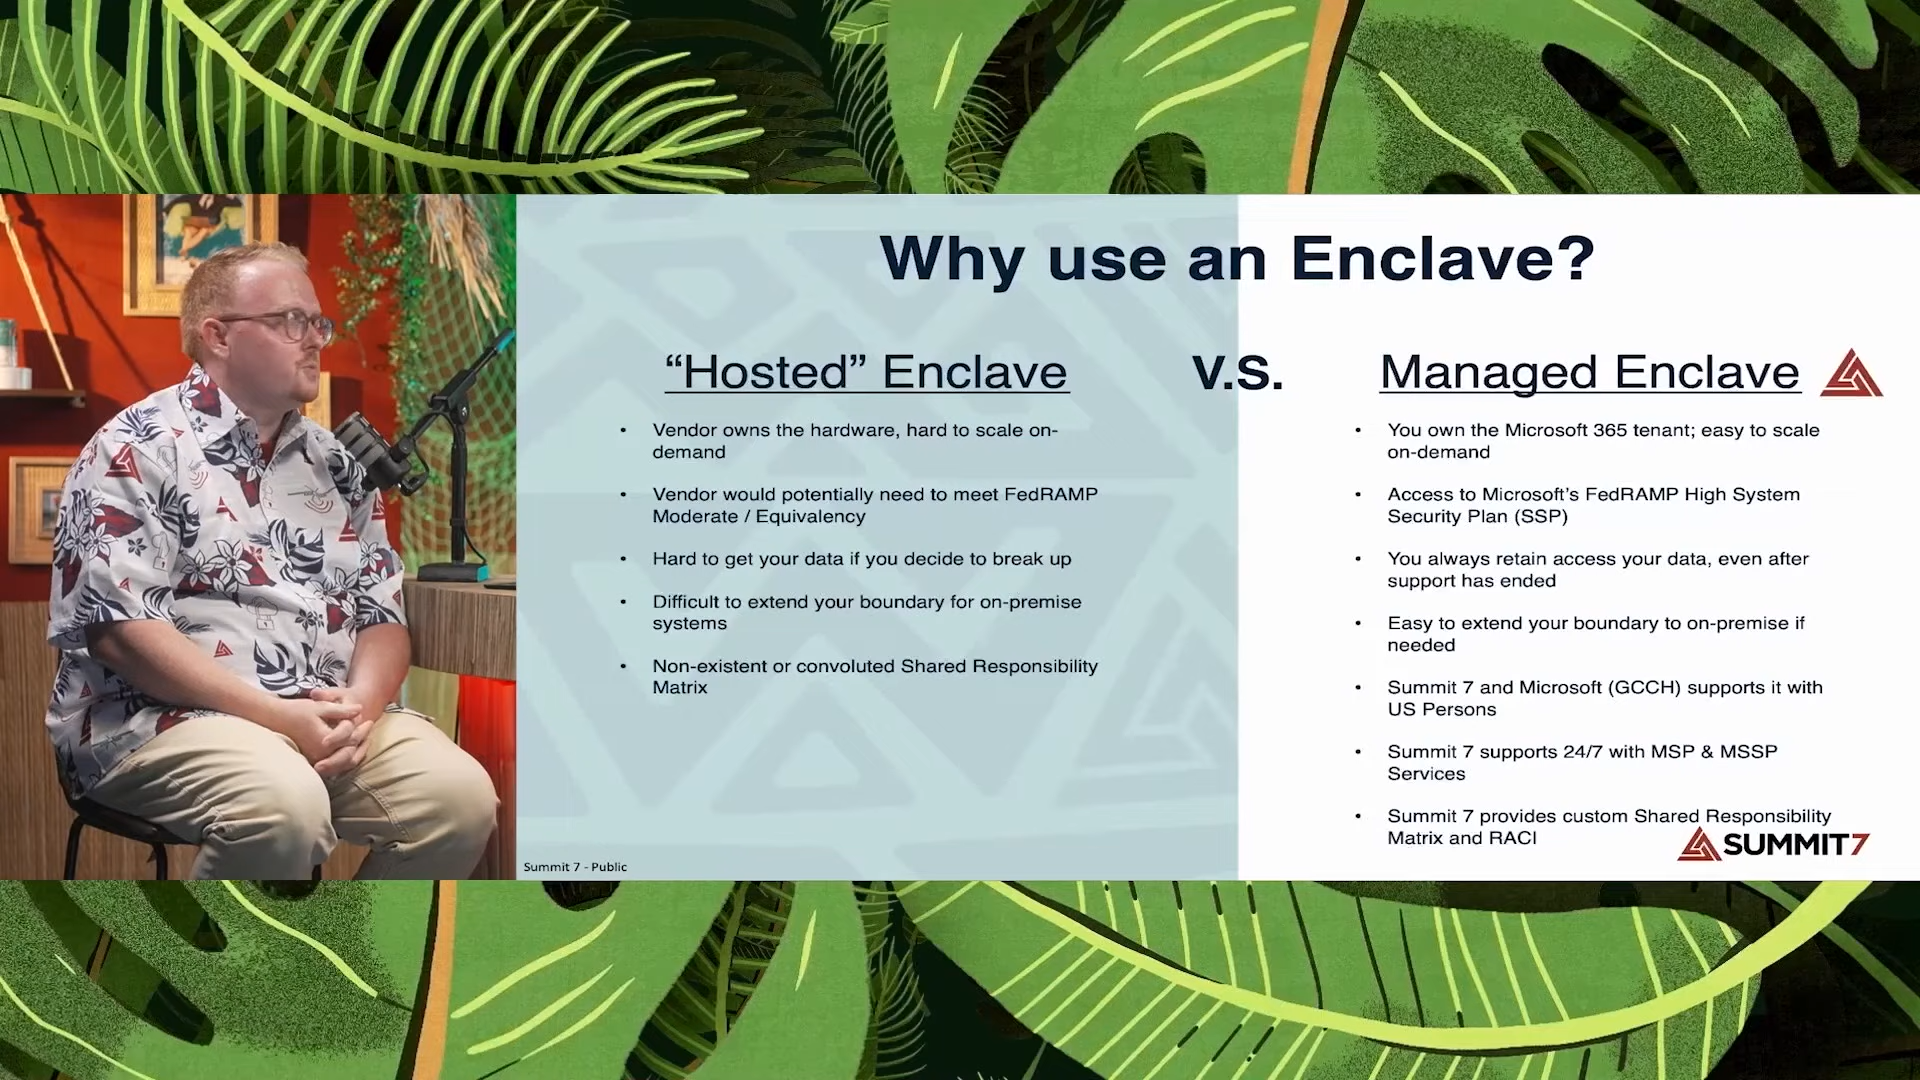 Why use an Enclave?
“Hosted” Enclave
V.S.
Managed Enclave
• Vendor owns the hardware, hard to scale on-
demand
• Vendor would potentially need to meet FedRAMP
Moderate / Equivalency
• Hard to get your data if you decide to break up
• Difficult to extend your boundary for on-premise
systems
• Non-existent or convoluted Shared Responsibility
Matrix
• You own the Microsoft 365 tenant; easy to scale
on-demand
• Access to Microsoft’s FedRAMP High System
Security Plan (SSP)
• You always retain access your data, even after
support has ended
• Easy to extend your boundary to on-premise if
needed
• Summit 7 and Microsoft (GCCH) supports it with
US Persons
• Summit 7 supports 24/7 with MSP & MSSP
Services
• Summit 7 provides custom Shared Responsibility
Matrix and RACI
SUMMIT7
Summit 7 - Public